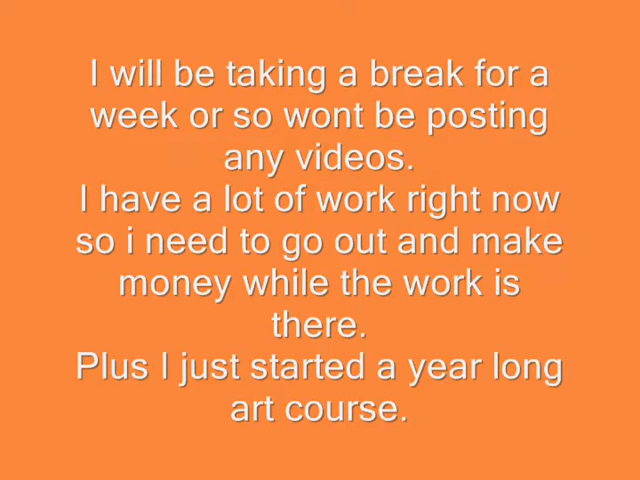 I will be taking a break for a
week or so wont be posting
any videos.
I have a lot of work right now
so i need to go out and make
money while the work is
there.
Plus I just started a year long
art course.